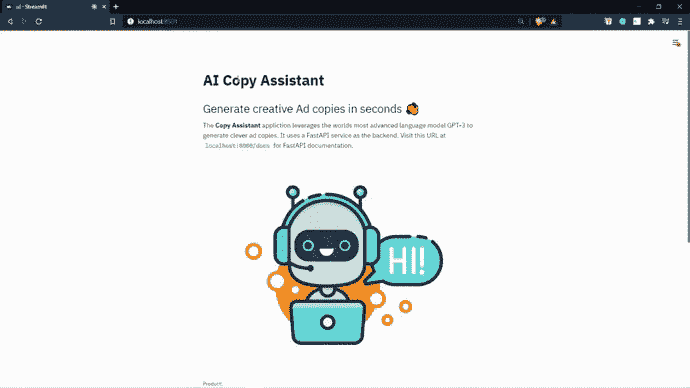 ad · Streamlit
localhost:8501
AI Copy Assistant
Generate creative Ad copies in seconds
The Copy Assistant appliction leverages the worlds most advanced language model GPT-3 to
generate clever ad copies. It uses a FastAPI service as the backend. Visit this URL at
localhost:8000/docs for FastAPI documentation.
HI!
Product